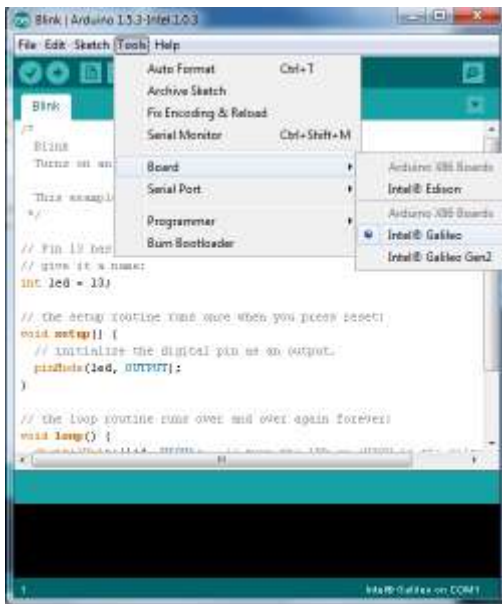 Blink | Arduino 1.5.3-Intel.1.0.3
File Edit Sketch Tools Help
Auto Format Ctrl+T
Archive Sketch
Fix Encoding & Reload
Serial Monitor Ctrl+Shift+M
Board
Serial Port
Programmer
Burn Bootloader
Arduino X86 Boards
Intel® Edison
Arduino X86 Boards
Intel® Galileo
Intel® Galileo Gen2
Blink
/*
Blink
Turns on an
This exampl
*/
// Pin 13 has
// give it a name:
int led = 13;
// the setup routine runs once when you press reset:
void setup() {
// initialize the digital pin as an output.
pinMode(led, OUTPUT);
}
// the loop routine runs over and over again forever:
void loop() {
1
Intel® Galileo on COM1